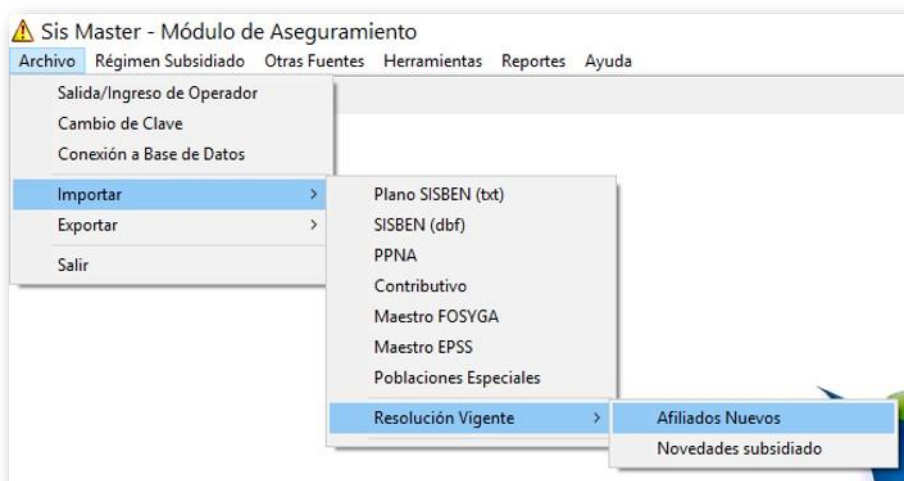 Sis Master - Módulo de Aseguramiento
Archivo Régimen Subsidiado Otras Fuentes Herramientas Reportes Ayuda
Salida/Ingreso de Operador
Cambio de Clave
Conexión a Base de Datos
Importar >
Exportar >
Salir
Plano SISBEN (txt)
SISBEN (dbf)
PPNA
Contributivo
Maestro FOSYGA
Maestro EPSS
Poblaciones Especiales
Resolución Vigente >
Afiliados Nuevos
Novedades subsidiado